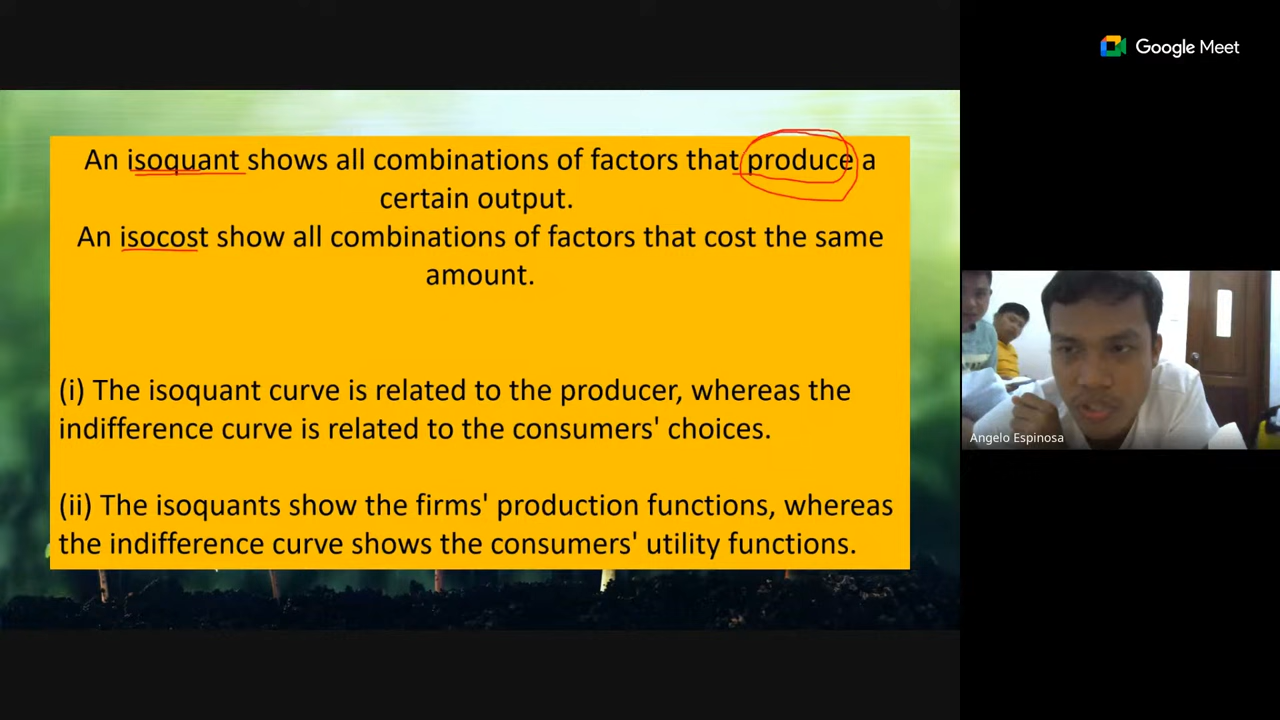 Google Meet
An isoquant shows all combinations of factors that produce a
certain output.
An isocost show all combinations of factors that cost the same
amount.
(i) The isoquant curve is related to the producer, whereas the
indifference curve is related to the consumers' choices.
(ii) The isoquants show the firms' production functions, whereas
the indifference curve shows the consumers' utility functions.
Angelo Espinosa